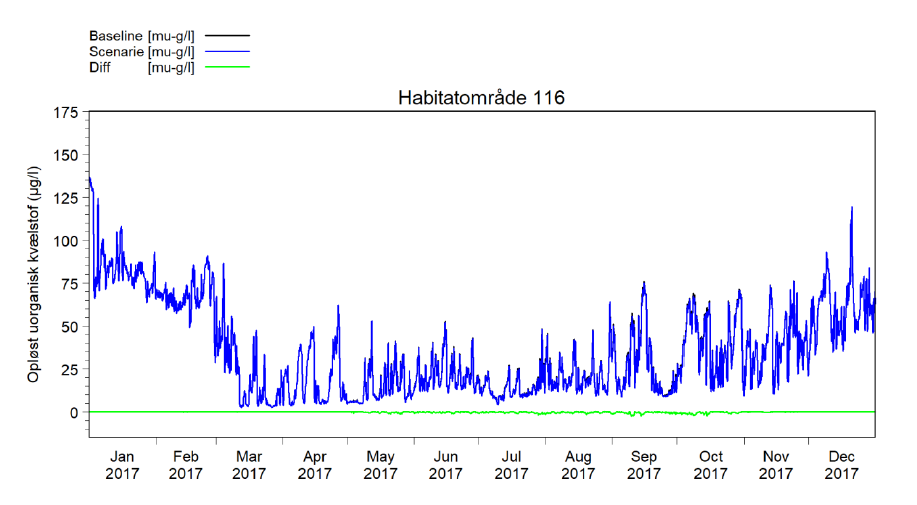 Baseline [mu-g/l]
Scenarie [mu-g/l]
Diff [mu-g/l]
Habitatområde 116
Opløst uorganisk kvælstof (µg/l)
175
150
125
100
75
50
25
0
Jan Feb Mar Apr May Jun Jul Aug Sep Oct Nov Dec
2017 2017 2017 2017 2017 2017 2017 2017 2017 2017 2017 2017